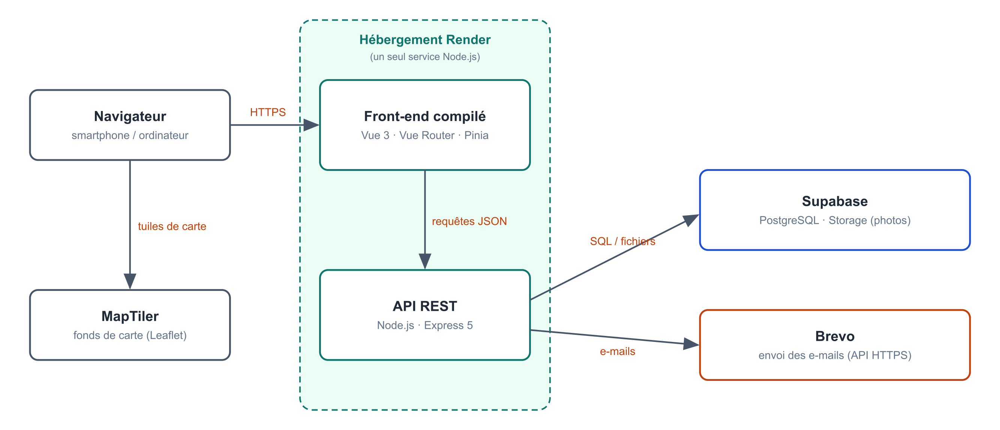 Hébergement Render
(un seul service Node.js)
Navigateur
smartphone / ordinateur
HTTPS
Front-end compilé
Vue 3 · Vue Router · Pinia
tuiles de carte
requêtes JSON
SQL / fichiers
Supabase
PostgreSQL · Storage (photos)
MapTiler
fonds de carte (Leaflet)
API REST
Node.js · Express 5
e-mails
Brevo
envoi des e-mails (API HTTPS)